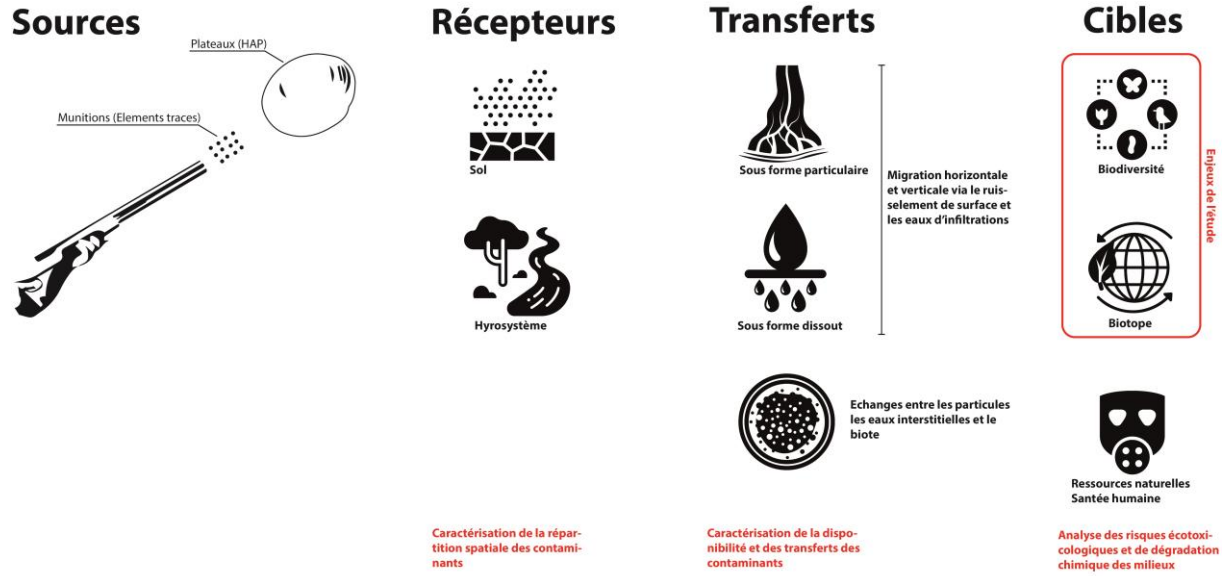 Sources
Plateaux (HAP)
Munitions (Elements traces)
Récepteurs
Sol
Hyrosystème
Caractérisation de la répar-
tition spatiale des contami-
nants
Transferts
Sous forme particulaire
Sous forme dissout
Migration horizontale
et verticale via le ruis-
selement de surface et
les eaux d'infiltrations
Echanges entre les particules
les eaux interstitielles et le
biote
Caractérisation de la dispo-
nibilité et des transferts des
contaminants
Cibles
Biodiversité
Biotope
Enjeux de l'étude
Ressources naturelles
Santée humaine
Analyse des risques écotoxi-
cologiques et de dégradation
chimique des milieux